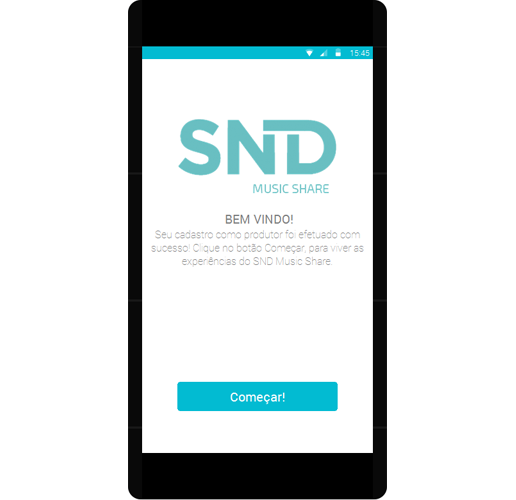 15:45
SND
MUSIC SHARE
BEM VINDO!
Seu cadastro como produtor foi efetuado com
sucesso! Clique no botão Começar, para viver as
experiências do SND Music Share.
Começar!